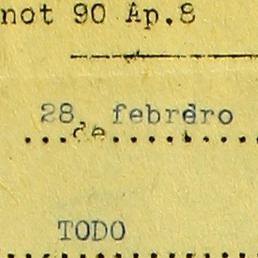 not 90 Ap.8
28, febrero
de
TODO